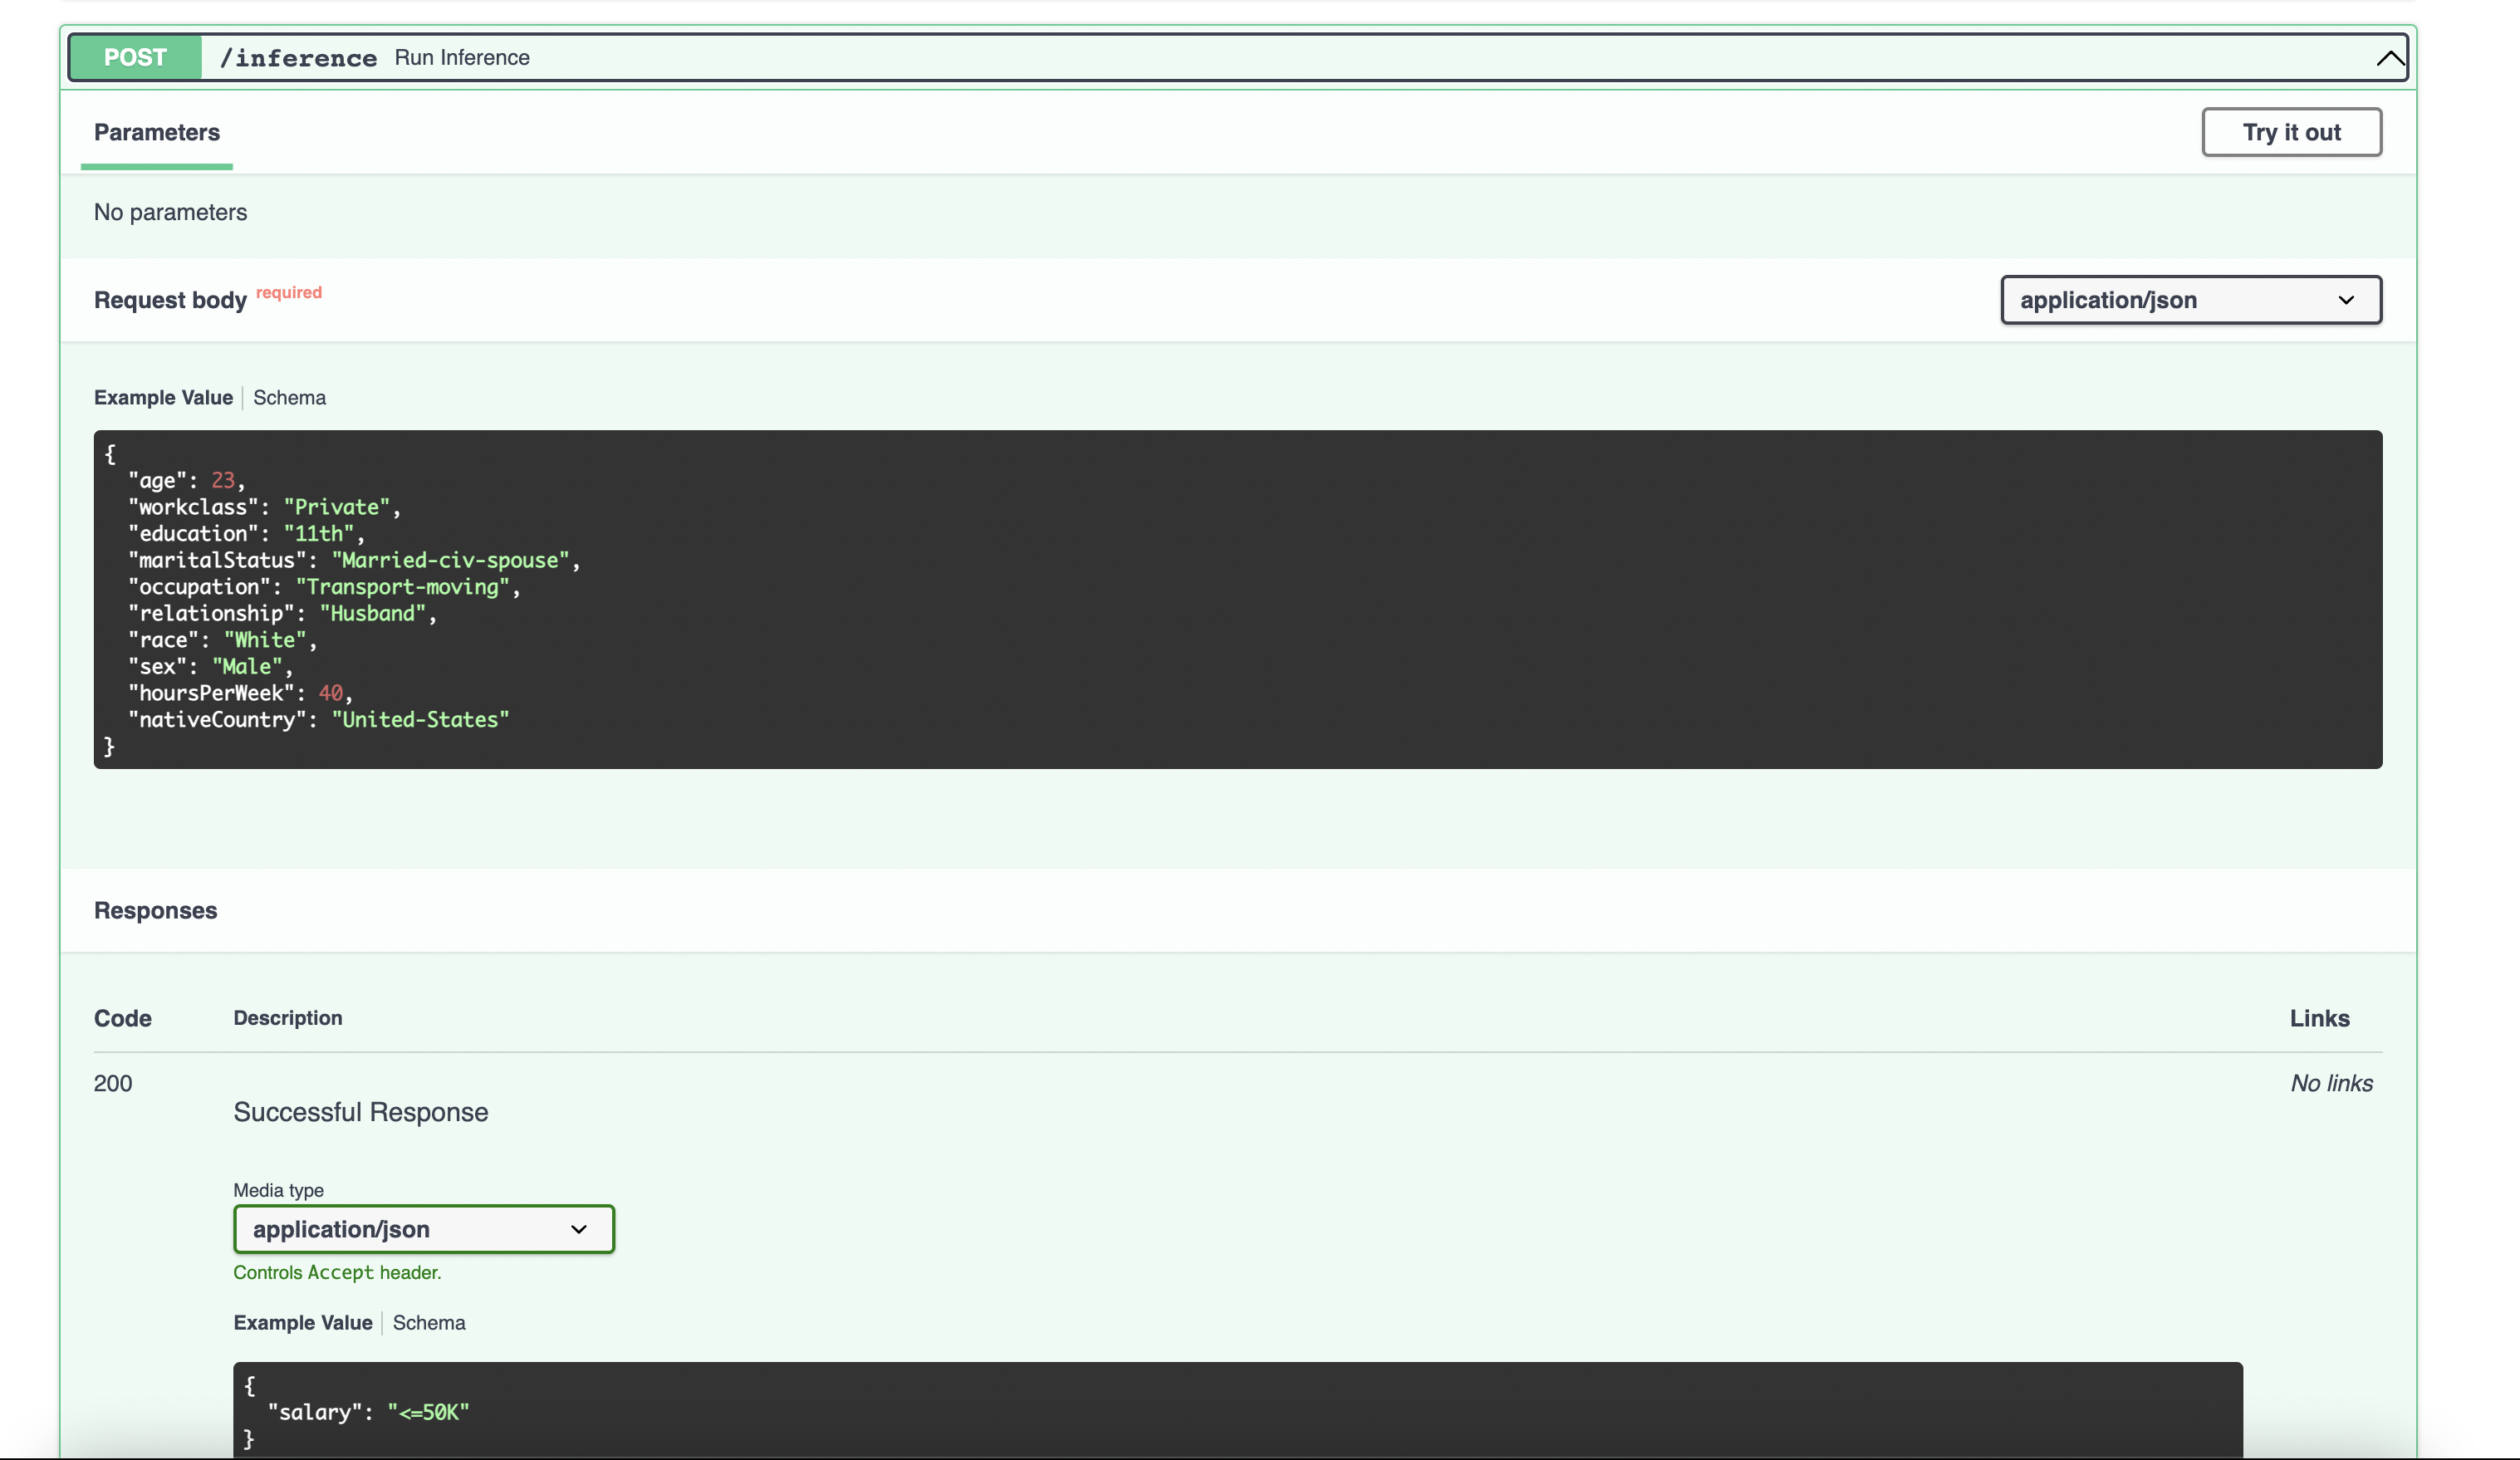 POST /inference Run Inference
Parameters
Try it out
No parameters
Request body required
application/json
Example Value Schema
{
"age": 23,
"workclass": "Private",
"education": "11th",
"maritalStatus": "Married-civ-spouse",
"occupation": "Transport-moving",
"relationship": "Husband",
"race": "White",
"sex": "Male",
"hoursPerWeek": 40,
"nativeCountry": "United-States"
}
Responses
Code Description Links
200 No links
Successful Response
Media type
application/json
Controls Accept header.
Example Value Schema
{
"salary": "<=50K"
}